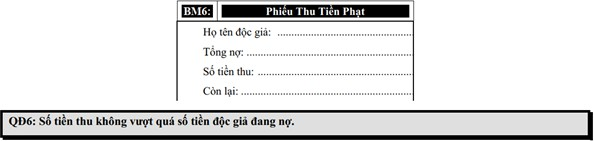 BM6: Phiếu Thu Tiền Phạt
Họ tên độc giả: ..................................................
Tổng nợ: ..............................................................
Số tiền thu: ..........................................................
Còn lại: ................................................................
QĐ6: Số tiền thu không vượt quá số tiền độc giả đang nợ.